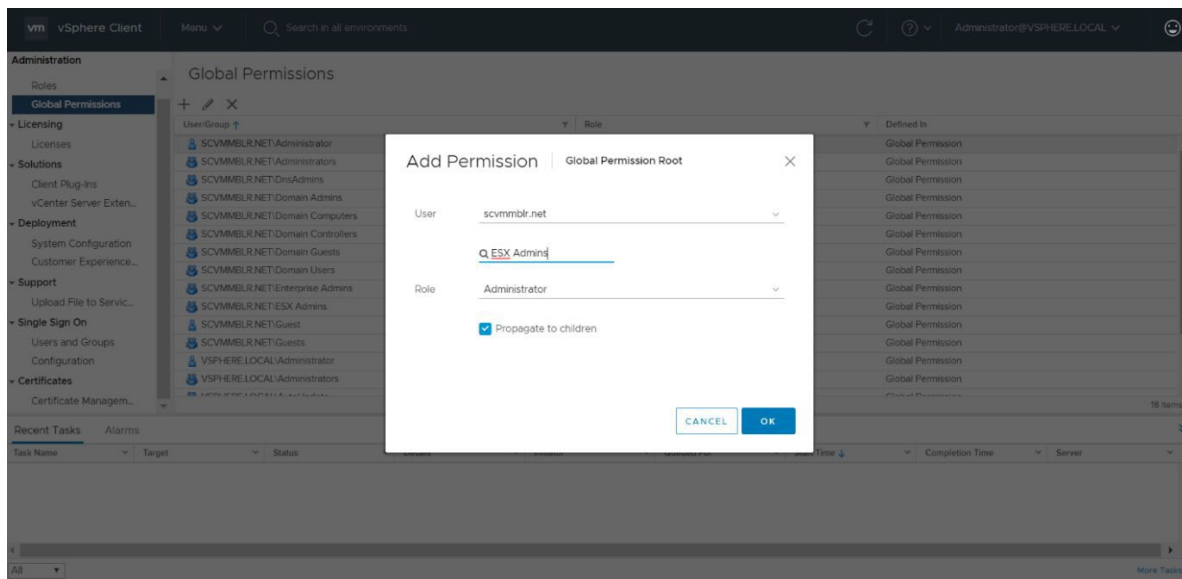 vm vSphere Client Menu Search in all environments Administrator@VSPHERE.LOCAL
Administration
Roles
Global Permissions
Licensing
Licenses
Solutions
Client Plug-Ins
vCenter Server Exten...
Deployment
System Configuration
Customer Experience...
Support
Upload File to Servic...
Single Sign On
Users and Groups
Configuration
Certificates
Certificate Managem...
Global Permissions
User/Group Role Defined In
SCVMMBLR.NET\Administrator Global Permission
SCVMMBLR.NET\Administrators Global Permission
SCVMMBLR.NET\DnsAdmins Global Permission
SCVMMBLR.NET\Domain Admins Global Permission
SCVMMBLR.NET\Domain Computers Global Permission
SCVMMBLR.NET\Domain Controllers Global Permission
SCVMMBLR.NET\Domain Guests Global Permission
SCVMMBLR.NET\Domain Users Global Permission
SCVMMBLR.NET\Enterprise Admins Global Permission
SCVMMBLR.NET\ESX Admins Global Permission
SCVMMBLR.NET\Guest Global Permission
SCVMMBLR.NET\Guests Global Permission
VSPHERE.LOCAL\Administrator Global Permission
VSPHERE.LOCAL\Administrators Global Permission
16 items
Add Permission Global Permission Root
User scvmmblr.net
ESX Admins
Role Administrator
Propagate to children
CANCEL OK
Recent Tasks Alarms
Task Name Target Status Start Time Completion Time Server
All More Tasks